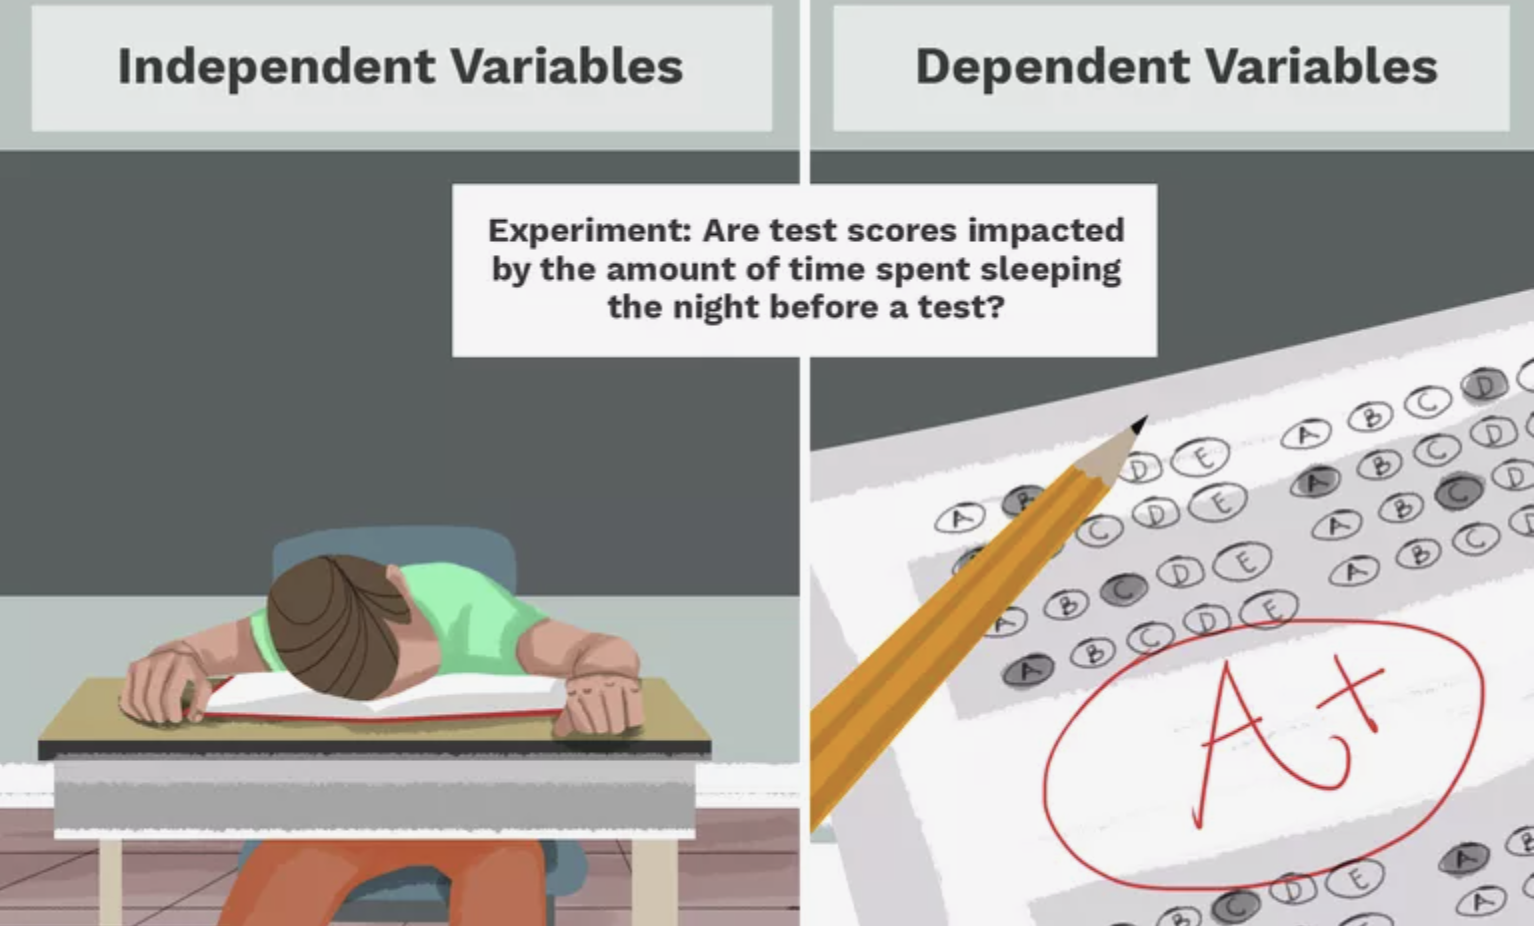 Independent Variables
Dependent Variables
Experiment: Are test scores impacted
by the amount of time spent sleeping
the night before a test?
D E A B C D
A B C D E A B C D
A B C D
A B C D E A B C D
A B C D E
A+
A B
B C D E A